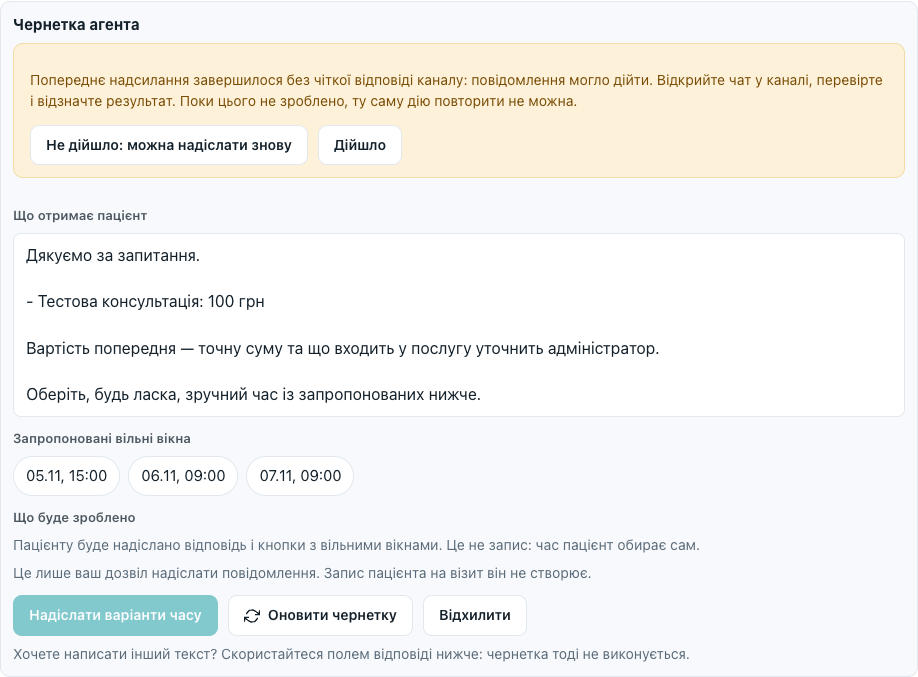 Чернетка агента
Попереднє надсилання завершилося без чіткої відповіді каналу: повідомлення могло дійти. Відкрийте чат у каналі, перевірте
і відзначте результат. Поки цього не зроблено, ту саму дію повторити не можна.
Не дійшло: можна надіслати знову
Дійшло
Що отримає пацієнт
Дякуємо за запитання.
- Тестова консультація: 100 грн
Вартість попередня — точну суму та що входить у послугу уточнить адміністратор.
Оберіть, будь ласка, зручний час із запропонованих нижче.
Запропоновані вільні вікна
05.11, 15:00
06.11, 09:00
07.11, 09:00
Що буде зроблено
Пацієнту буде надіслано відповідь і кнопки з вільними вікнами. Це не запис: час пацієнт обирає сам.
Це лише ваш дозвіл надіслати повідомлення. Запис пацієнта на візит він не створює.
Надіслати варіанти часу
Оновити чернетку
Відхилити
Хочете написати інший текст? Скористайтеся полем відповіді нижче: чернетка тоді не виконується.